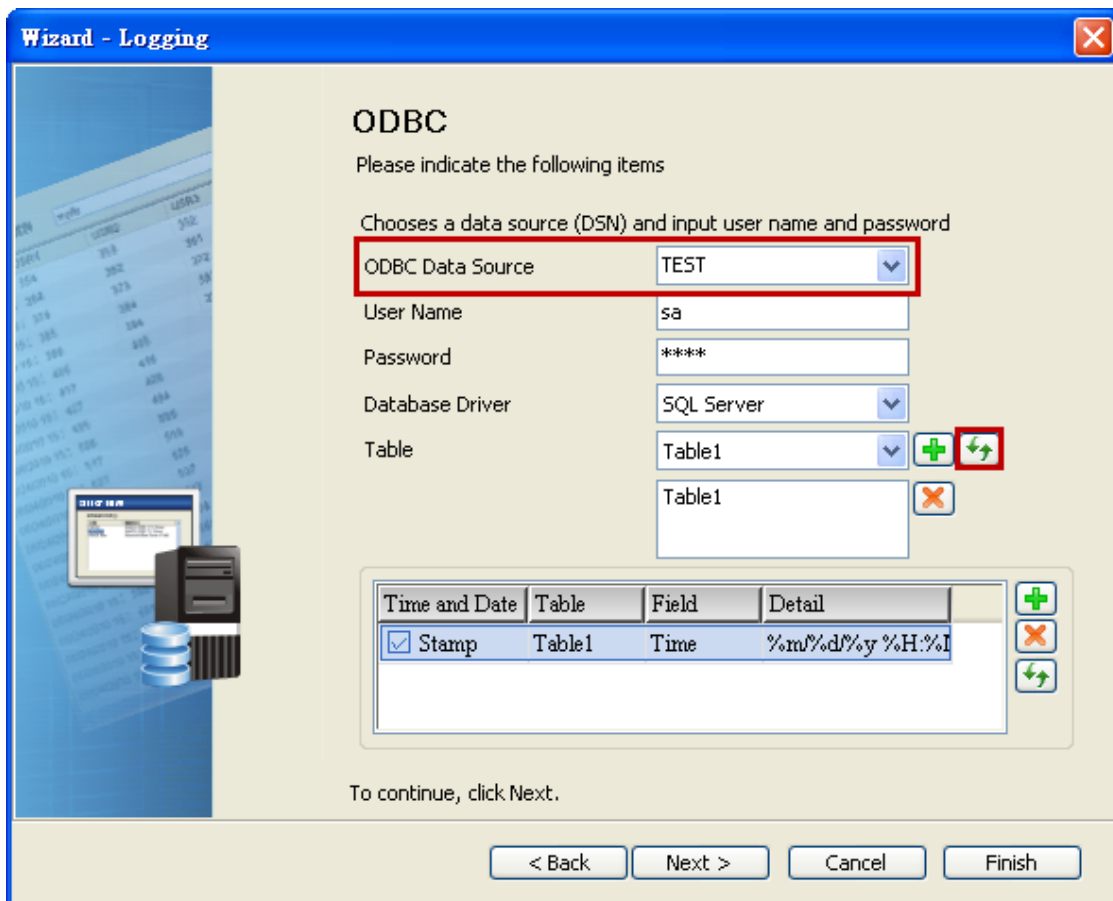 Wizard - Logging
ODBC
Please indicate the following items
Chooses a data source (DSN) and input user name and password
ODBC Data Source TEST
User Name sa
Password ****
Database Driver SQL Server
Table Table1
Table1
Time and Date Table Field Detail
Stamp Table1 Time %m/%d/%y %H:%
To continue, click Next.
< Back Next > Cancel Finish